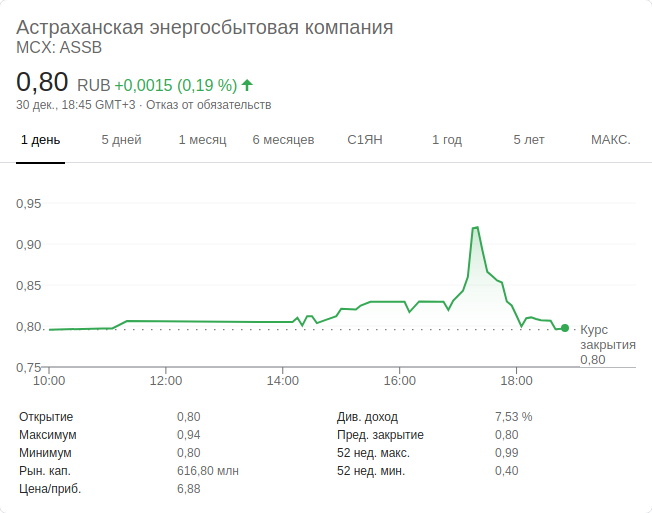 Астраханская энергосбытовая компания
MCX: ASSB
0,80 RUB +0,0015 (0,19 %)
30 дек., 18:45 GMT+3 · Отказ от обязательств
1 день 5 дней 1 месяц 6 месяцев С1ЯН 1 год 5 лет МАКС.
0,95
0,90
0,85
0,80
0,75
Курс
закрытия
0,80
10:00 12:00 14:00 16:00 18:00
Открытие 0,80 Див. доход 7,53 %
Максимум 0,94 Пред. закрытие 0,80
Минимум 0,80 52 нед. макс. 0,99
Рын. кап. 616,80 млн 52 нед. мин. 0,40
Цена/приб. 6,88